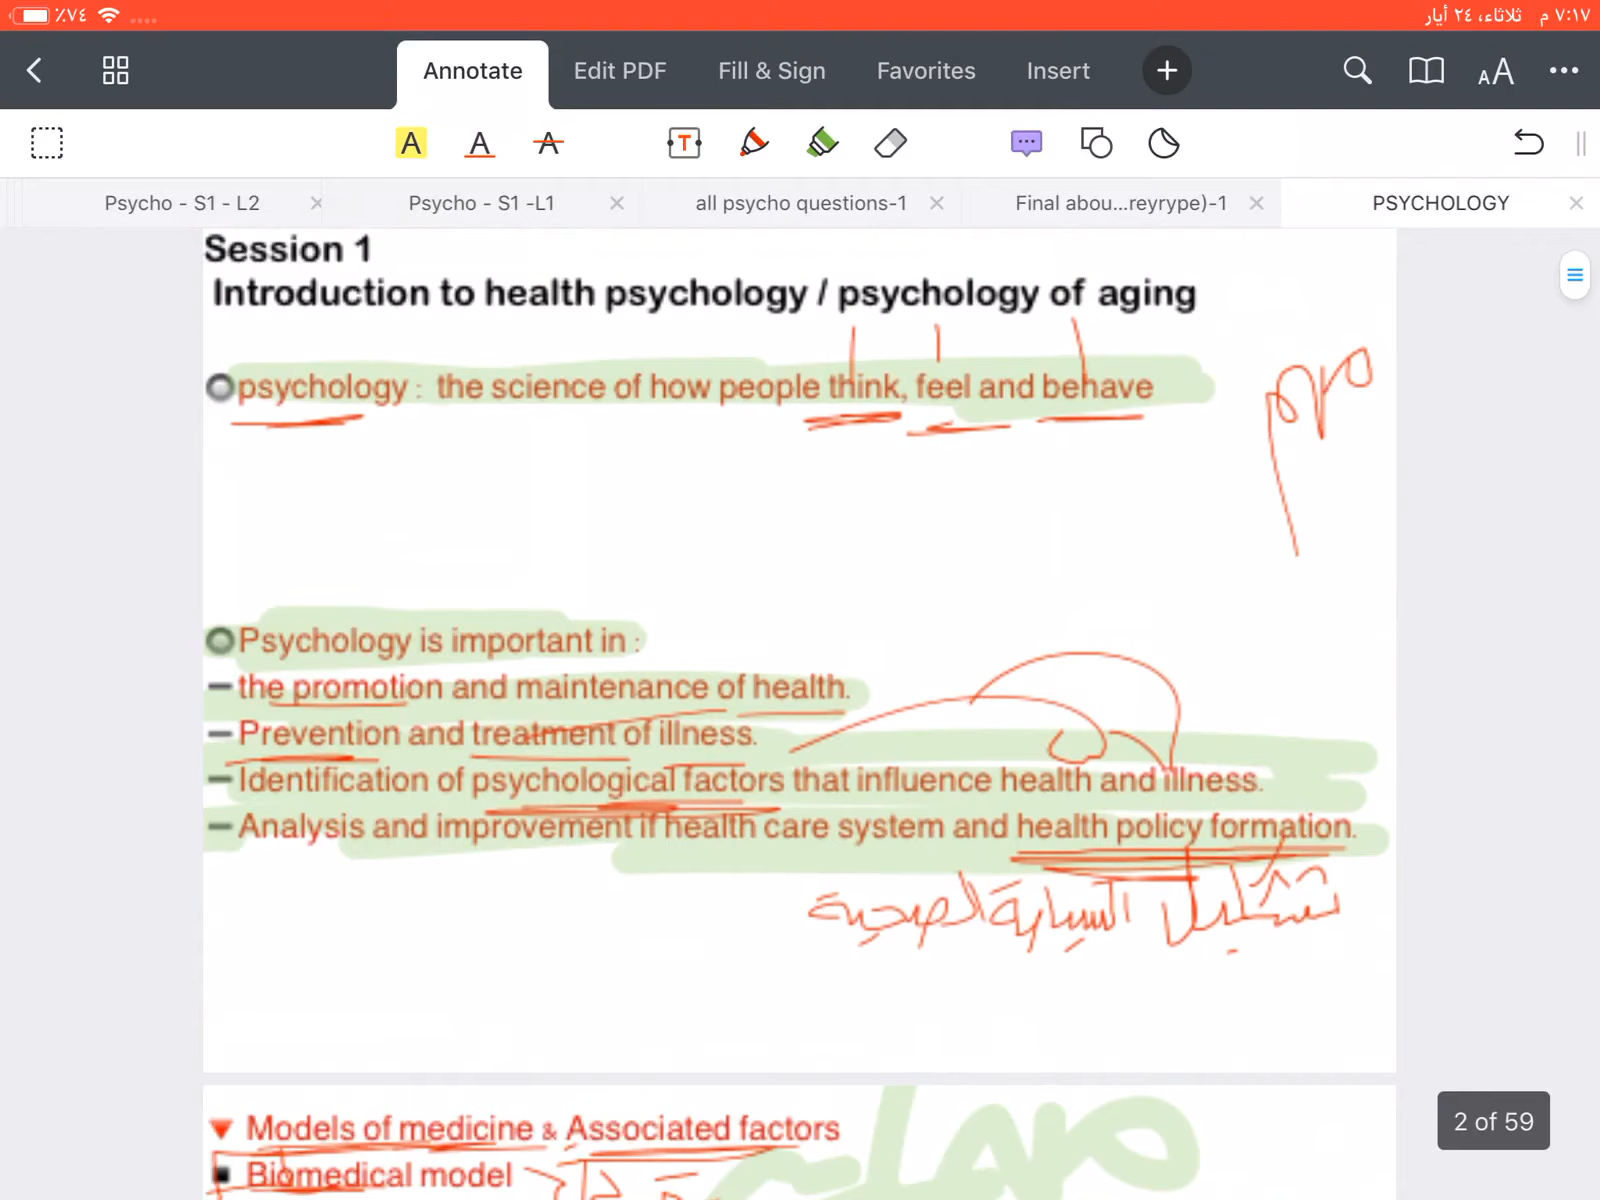 ٪٧٤
٧:١٧ م ثلاثاء، ٢٤ أيار
Annotate Edit PDF Fill & Sign Favorites Insert
Psycho - S1 - L2 Psycho - S1 -L1 all psycho questions-1 Final abou...reyrype)-1 PSYCHOLOGY
Session 1
Introduction to health psychology / psychology of aging
psychology : the science of how people think, feel and behave
Psychology is important in :
– the promotion and maintenance of health.
– Prevention and treatment of illness.
– Identification of psychological factors that influence health and illness.
– Analysis and improvement if health care system and health policy formation.
تشكيل السياسة الصحية
2 of 59
Models of medicine & Associated factors
Biomedical model